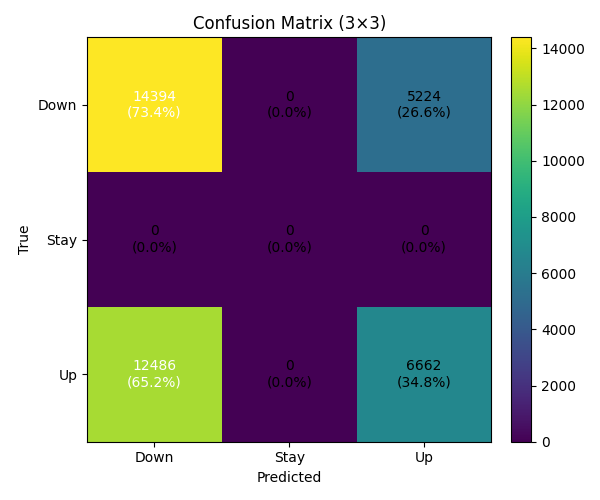 Confusion Matrix (3×3)
Down
14394
(73.4%)
0
(0.0%)
5224
(26.6%)
Stay
0
(0.0%)
0
(0.0%)
0
(0.0%)
Up
12486
(65.2%)
0
(0.0%)
6662
(34.8%)
Down
Stay
Up
Predicted
True
14000
12000
10000
8000
6000
4000
2000
0